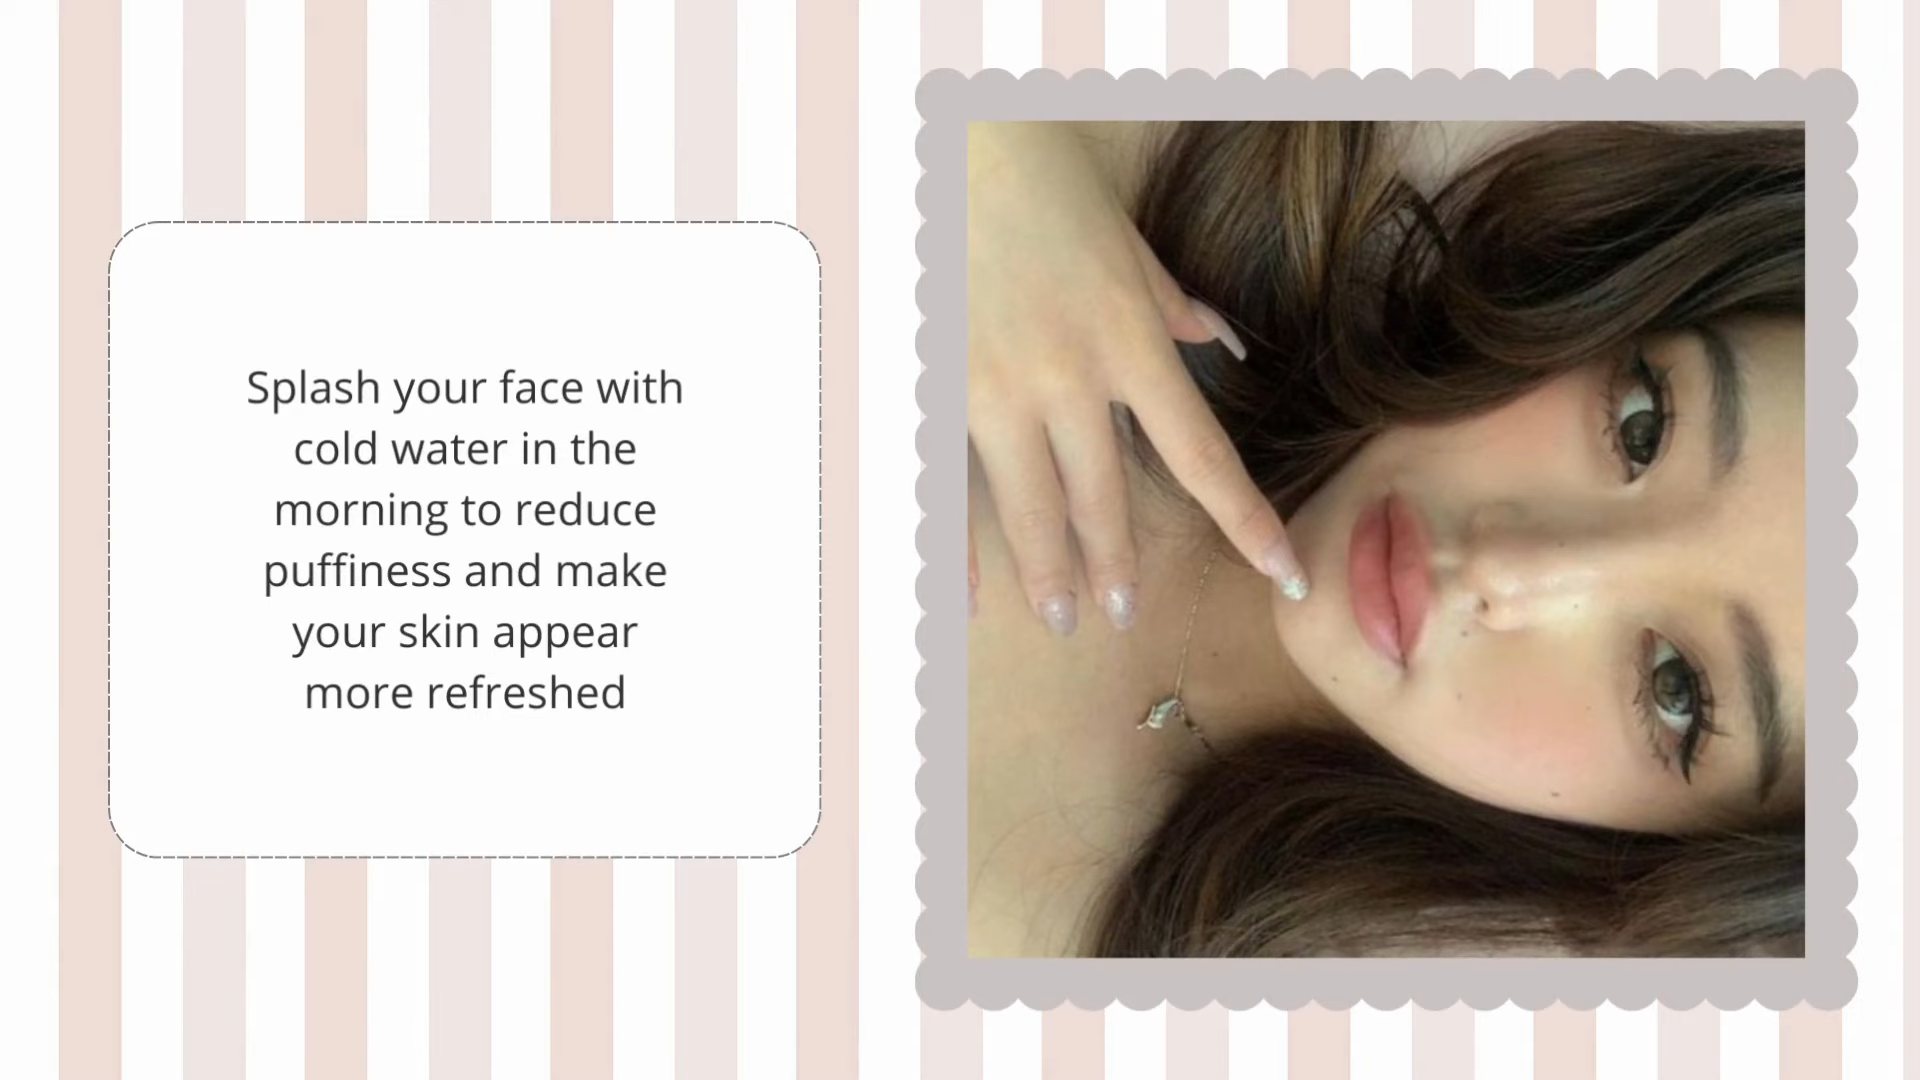 Splash your face with
cold water in the
morning to reduce
puffiness and make
your skin appear
more refreshed